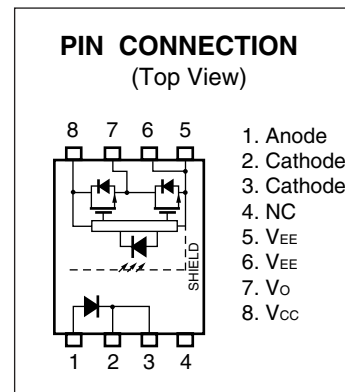 PIN CONNECTION
(Top View)
8 7 6 5
SHIELD
1 2 3 4
1. Anode
2. Cathode
3. Cathode
4. NC
5. VEE
6. VEE
7. VO
8. VCC